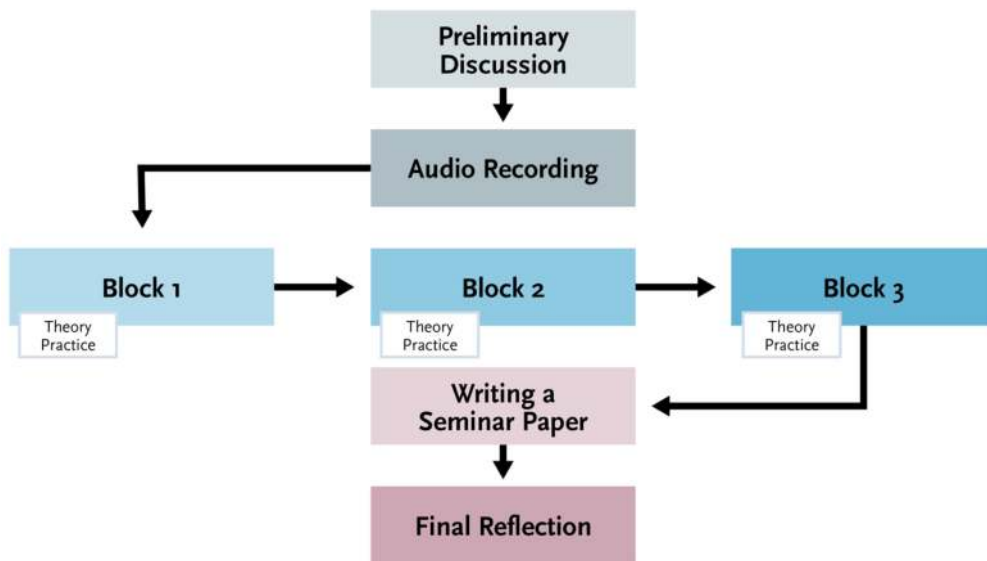 Preliminary
Discussion
Audio Recording
Block 1
Theory
Practice
Block 2
Theory
Practice
Block 3
Theory
Practice
Writing a
Seminar Paper
Final Reflection